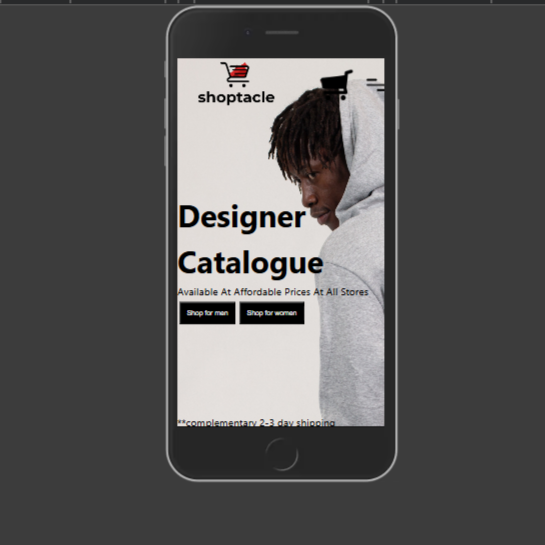 shoptacle
Designer
Catalogue
Available At Affordable Prices At All Stores
Shop for men
Shop for women
**complementary 2-3 day shipping